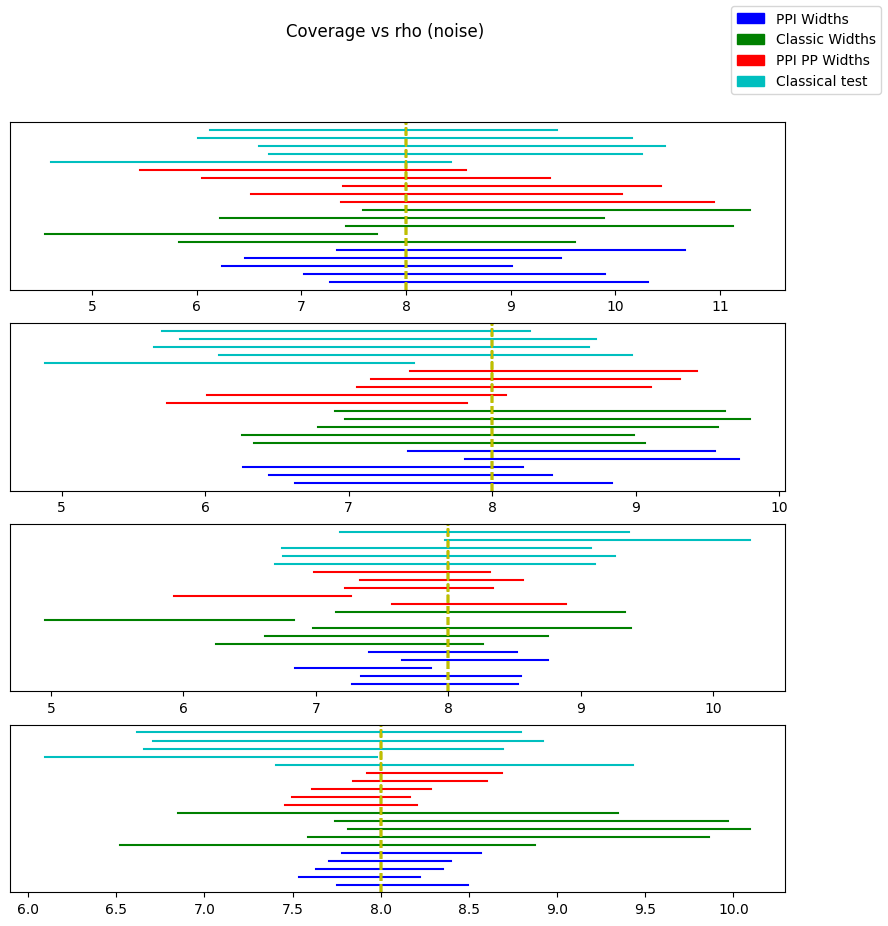 Coverage vs rho (noise)
PPI Widths
Classic Widths
PPI PP Widths
Classical test
5 6 7 8 9 10 11
5 6 7 8 9 10
5 6 7 8 9 10
6.0 6.5 7.0 7.5 8.0 8.5 9.0 9.5 10.0